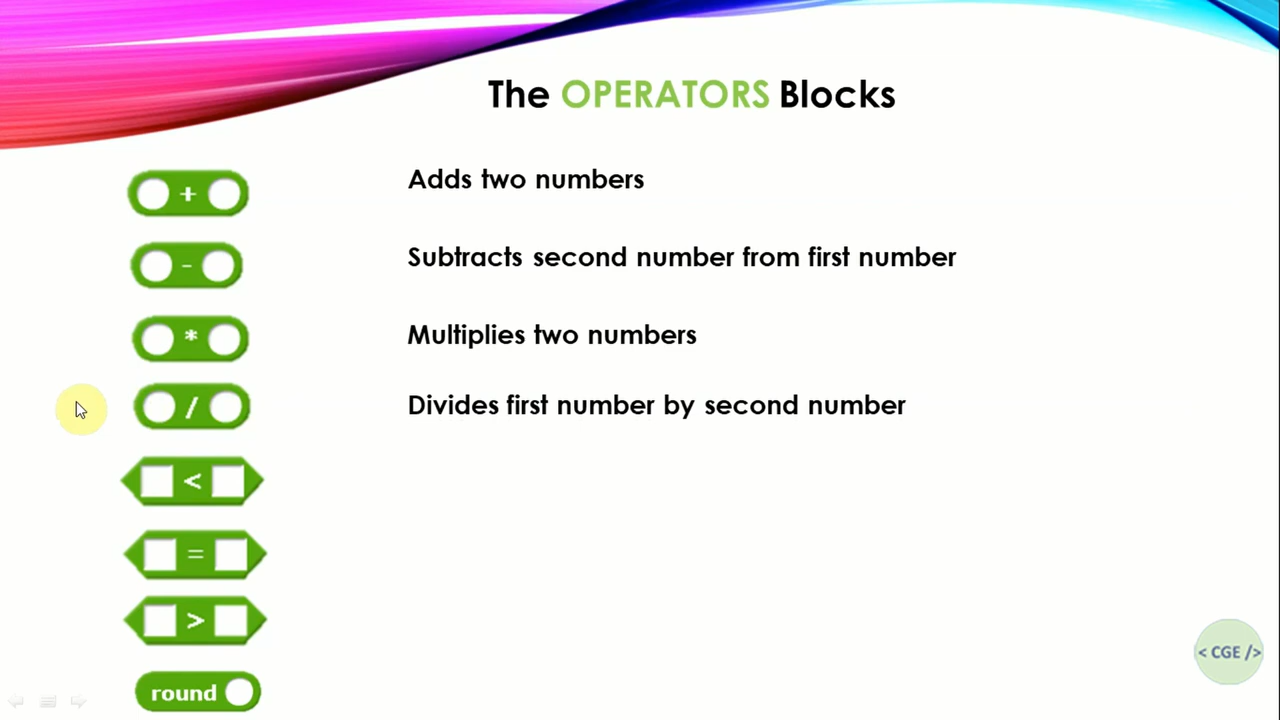 The OPERATORS Blocks
+ Adds two numbers
- Subtracts second number from first number
* Multiplies two numbers
/ Divides first number by second number
<
=
>
round
< CGE />